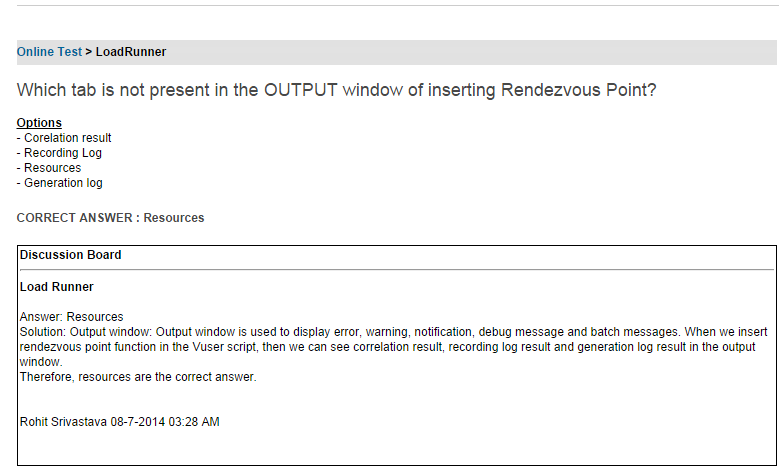 Online Test > LoadRunner
Which tab is not present in the OUTPUT window of inserting Rendezvous Point?
Options
- Corelation result
- Recording Log
- Resources
- Generation log
CORRECT ANSWER : Resources
Discussion Board
Load Runner
Answer: Resources
Solution: Output window: Output window is used to display error, warning, notification, debug message and batch messages. When we insert
rendezvous point function in the Vuser script, then we can see correlation result, recording log result and generation log result in the output
window.
Therefore, resources are the correct answer.
Rohit Srivastava 08-7-2014 03:28 AM